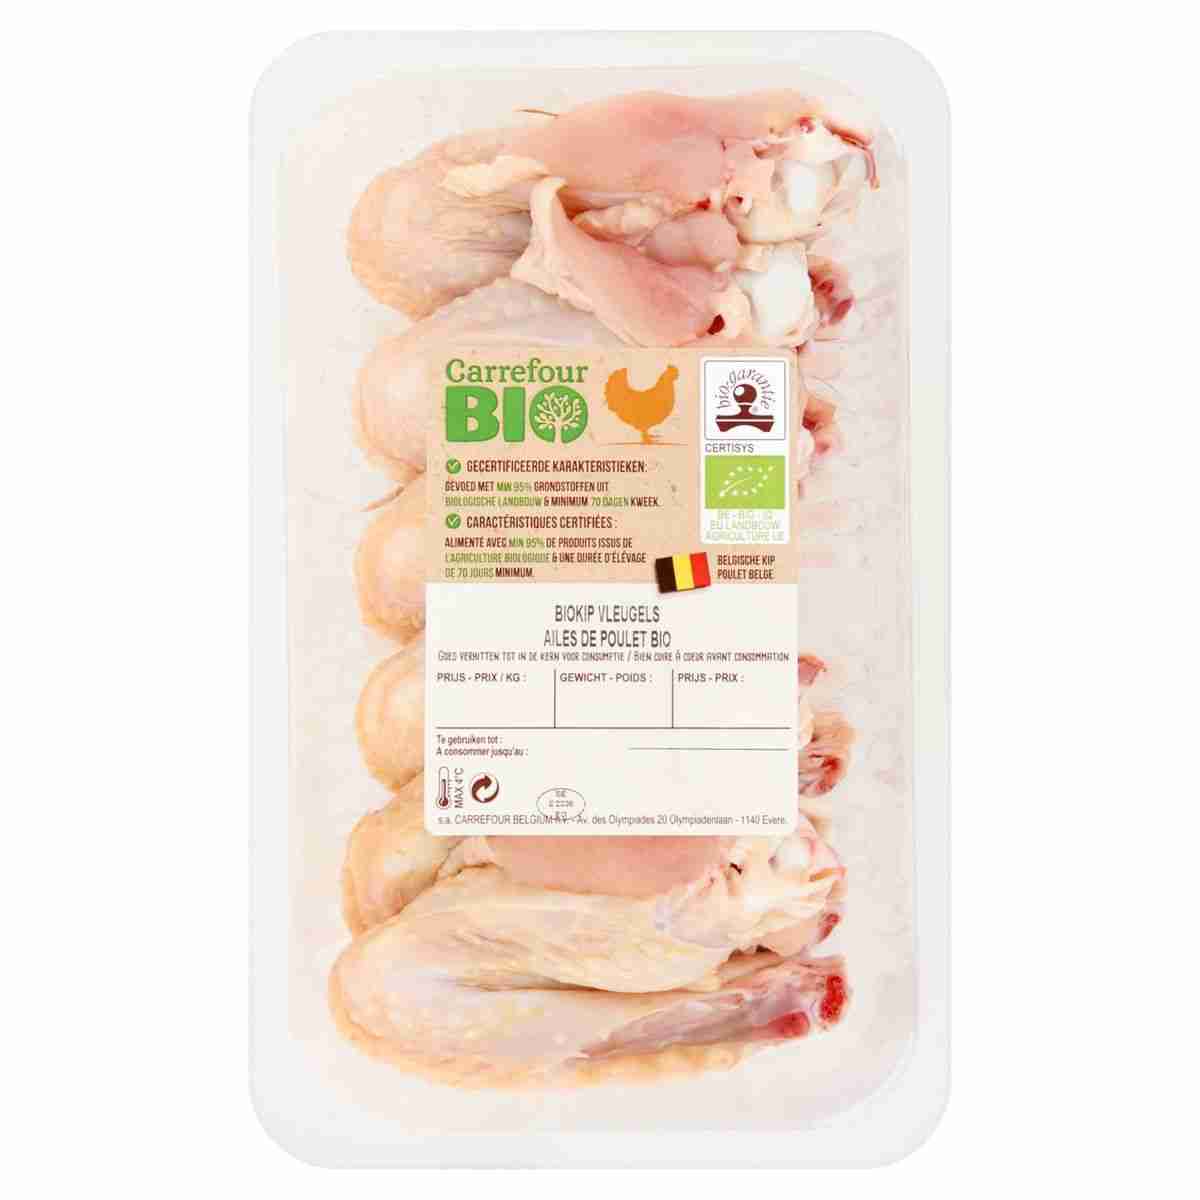 Carrefour
BIO
bio-garantie
CERTISYS
GECERTIFICEERDE KARAKTERISTIEKEN:
GEVOED MET MIN 95% GRONDSTOFFEN UIT
BIOLOGISCHE LANDBOUW & MINIMUM 70 DAGEN KWEEK.
CARACTÉRISTIQUES CERTIFIÉES :
ALIMENTÉ AVEC MIN 95% DE PRODUITS ISSUS DE
L'AGRICULTURE BIOLOGIQUE & UNE DURÉE D'ÉLÉVAGE
DE 70 JOURS MINIMUM.
EU LANDBOUW
AGRICULTURE UE
BELGISCHE KIP
POULET BELGE
BIOKIP VLEUGELS
AILES DE POULET BIO
GOED VERHITTEN TOT IN DE KERN VOOR CONSUMPTIE / BIEN CUIRE À COEUR AVANT CONSOMMATION
PRIJS - PRIX / KG : GEWICHT - POIDS : PRIJS - PRIX :
Te gebruiken tot :
A consommer jusqu'au :
MAX 4°C
s.a. CARREFOUR BELGIUM n.v. - Av. des Olympiades 20 Olympiadenlaan - 1140 Evere.